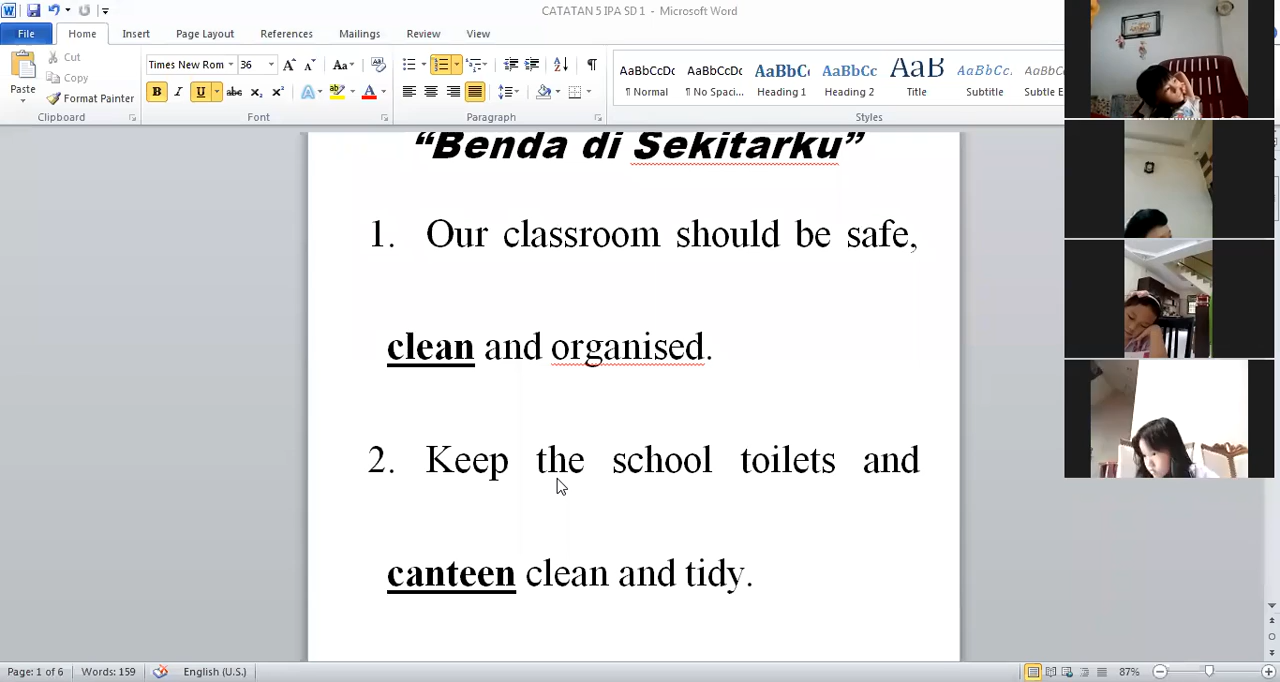 CATATAN 5 IPA SD 1 - Microsoft Word
File Home Insert Page Layout References Mailings Review View
Cut
Copy
Paste
Format Painter
Clipboard
Times New Rom 36
Font
Paragraph
AaBbCcDc AaBbCcDc AaBbC AaBbCc AaB AaBbCc. AaBbCc
¶ Normal ¶ No Spaci... Heading 1 Heading 2 Title Subtitle Subtle E
Styles
“Benda di Sekitarku”
1. Our classroom should be safe,
clean and organised.
2. Keep the school toilets and
canteen clean and tidy.
Page: 1 of 6 Words: 159 English (U.S.) 87%